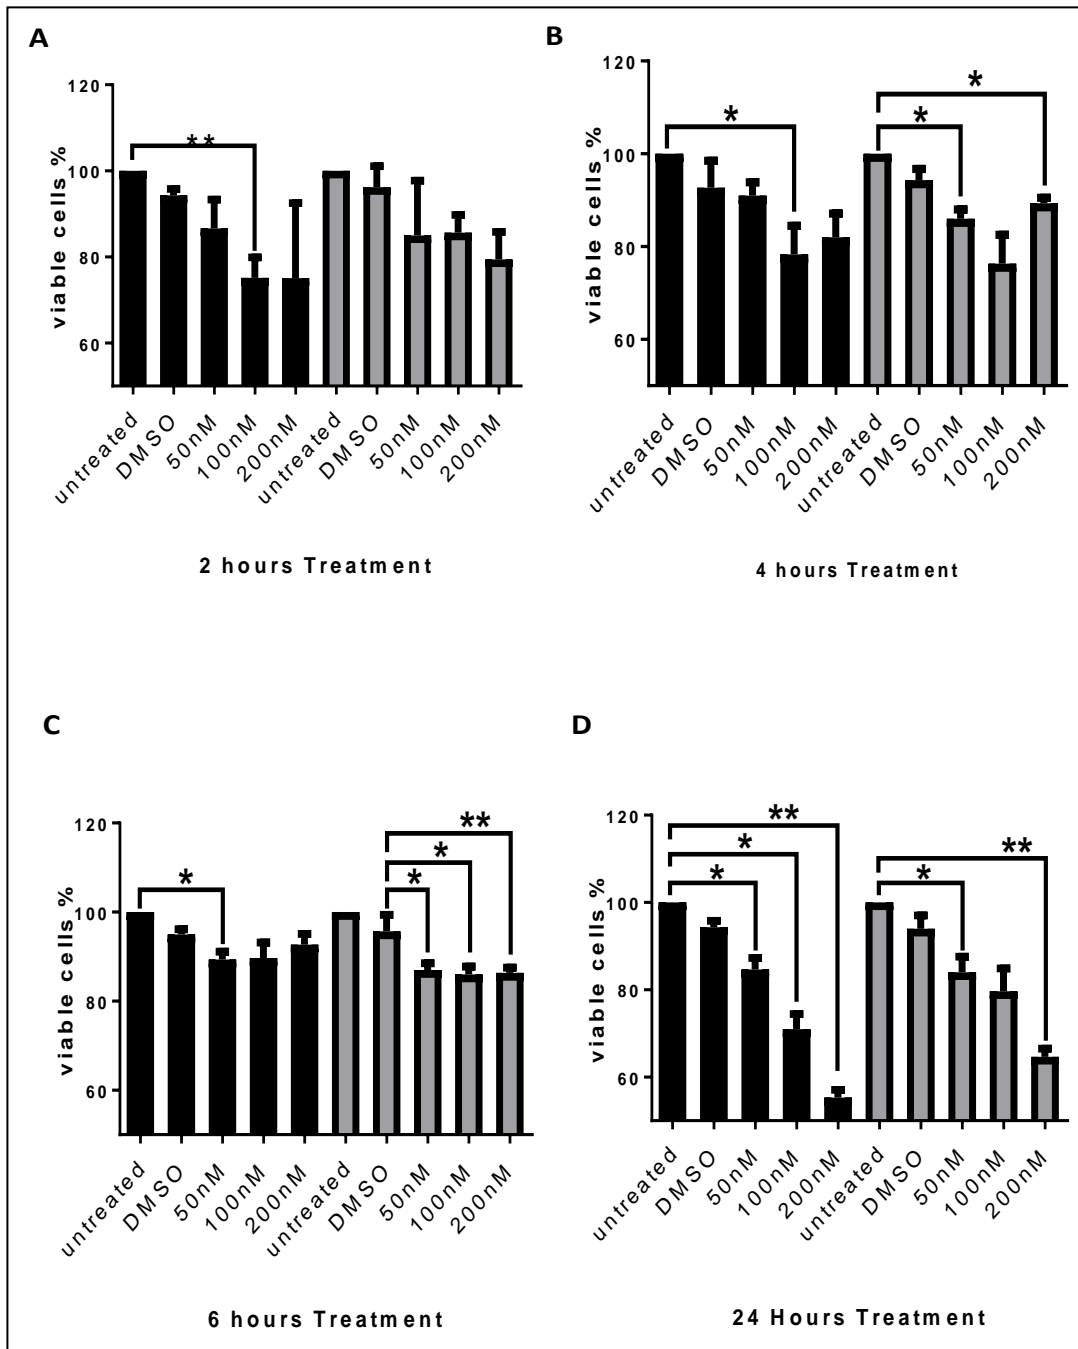 A
120
100
80
60
viable cells %
**
untreated
DMSO
50nM
100nM
200nM
untreated
DMSO
50nM
100nM
200nM
2 hours Treatment
B
120
100
80
60
viable cells %
*
*
*
untreated
DMSO
50nM
100nM
200nM
untreated
DMSO
50nM
100nM
200nM
4 hours Treatment
C
120
100
80
60
viable cells %
*
*
*
**
untreated
DMSO
50nM
100nM
200nM
untreated
DMSO
50nM
100nM
200nM
6 hours Treatment
D
120
100
80
60
viable cells %
**
*
*
**
*
untreated
DMSO
50nM
100nM
200nM
untreated
DMSO
50nM
100nM
200nM
24 Hours Treatment